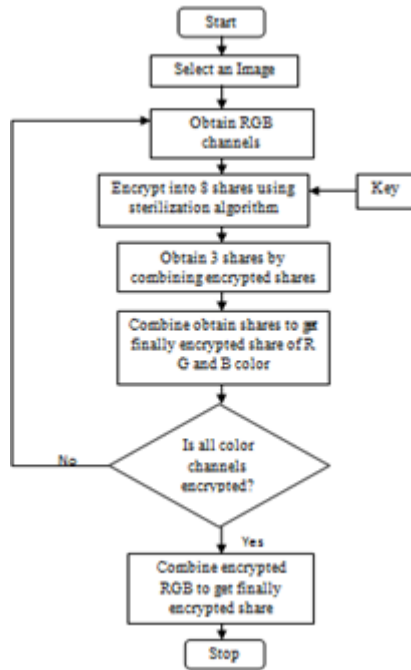 Start
Select an Image
Obtain RGB
channels
Encrypt into 8 shares using
sterilization algorithm
Key
Obtain 3 shares by
combining encrypted shares
Combine obtain shares to get
finally encrypted share of R
G and B color
Is all color
channels
encrypted?
No
Yes
Combine encrypted
RGB to get finally
encrypted share
Stop